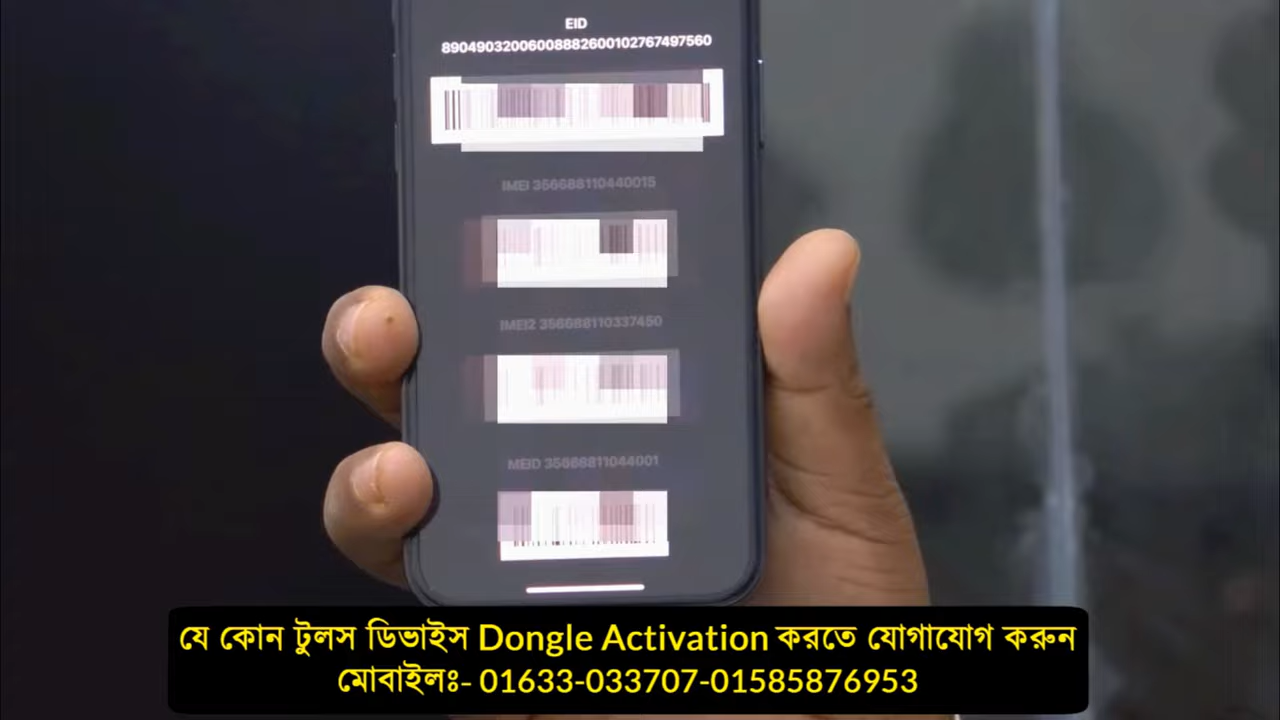 EID
89049032006008882600102767497560
IMEI 356688110440015
IMEI2 356688110337450
MEID 35668811044001
যে কোন টুলস ডিভাইস Dongle Activation করতে যোগাযোগ করুন
মোবাইলঃ- 01633-033707-01585876953